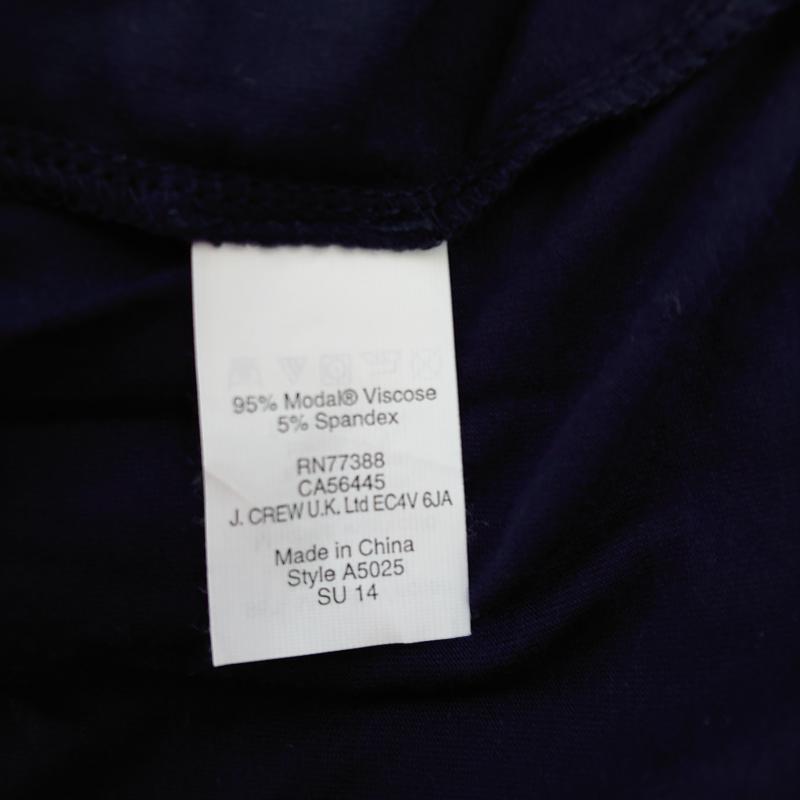 95% Modal® Viscose
5% Spandex
RN77388
CA56445
J. CREW U.K. Ltd EC4V 6JA
Made in China
Style A5025
SU 14